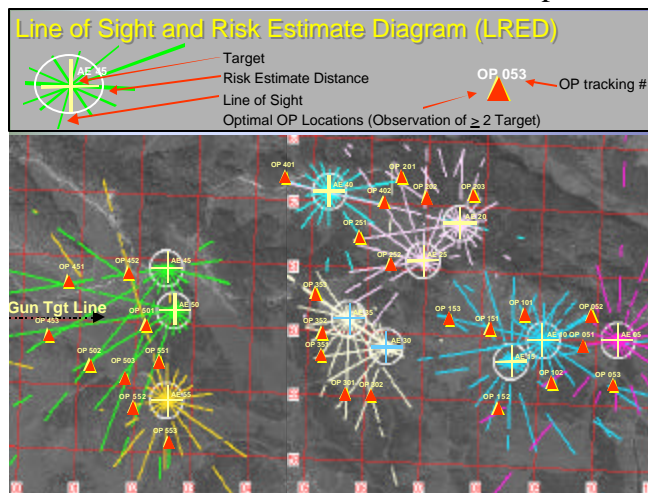 Line of Sight and Risk Estimate Diagram (LRED)
AE 45
Target
Risk Estimate Distance
Line of Sight
Optimal OP Locations (Observation of > 2 Target)
OP 053
OP tracking #
OP 401
AE 40
OP 201
OP 402
OP 202
OP 203
AE 20
OP 251
OP 252
AE 25
OP 451
OP 452
AE 45
Gun Tgt Line
AE 50
OP 453
OP 501
OP 502
OP 503
OP 551
OP 552
AE 55
OP 553
OP 353
AE 35
OP 352
OP 351
AE 30
OP 301
OP 302
OP 153
OP 151
OP 101
OP 052
AE 10
OP 051
AE 05
AE 15
OP 102
OP 053
OP 152